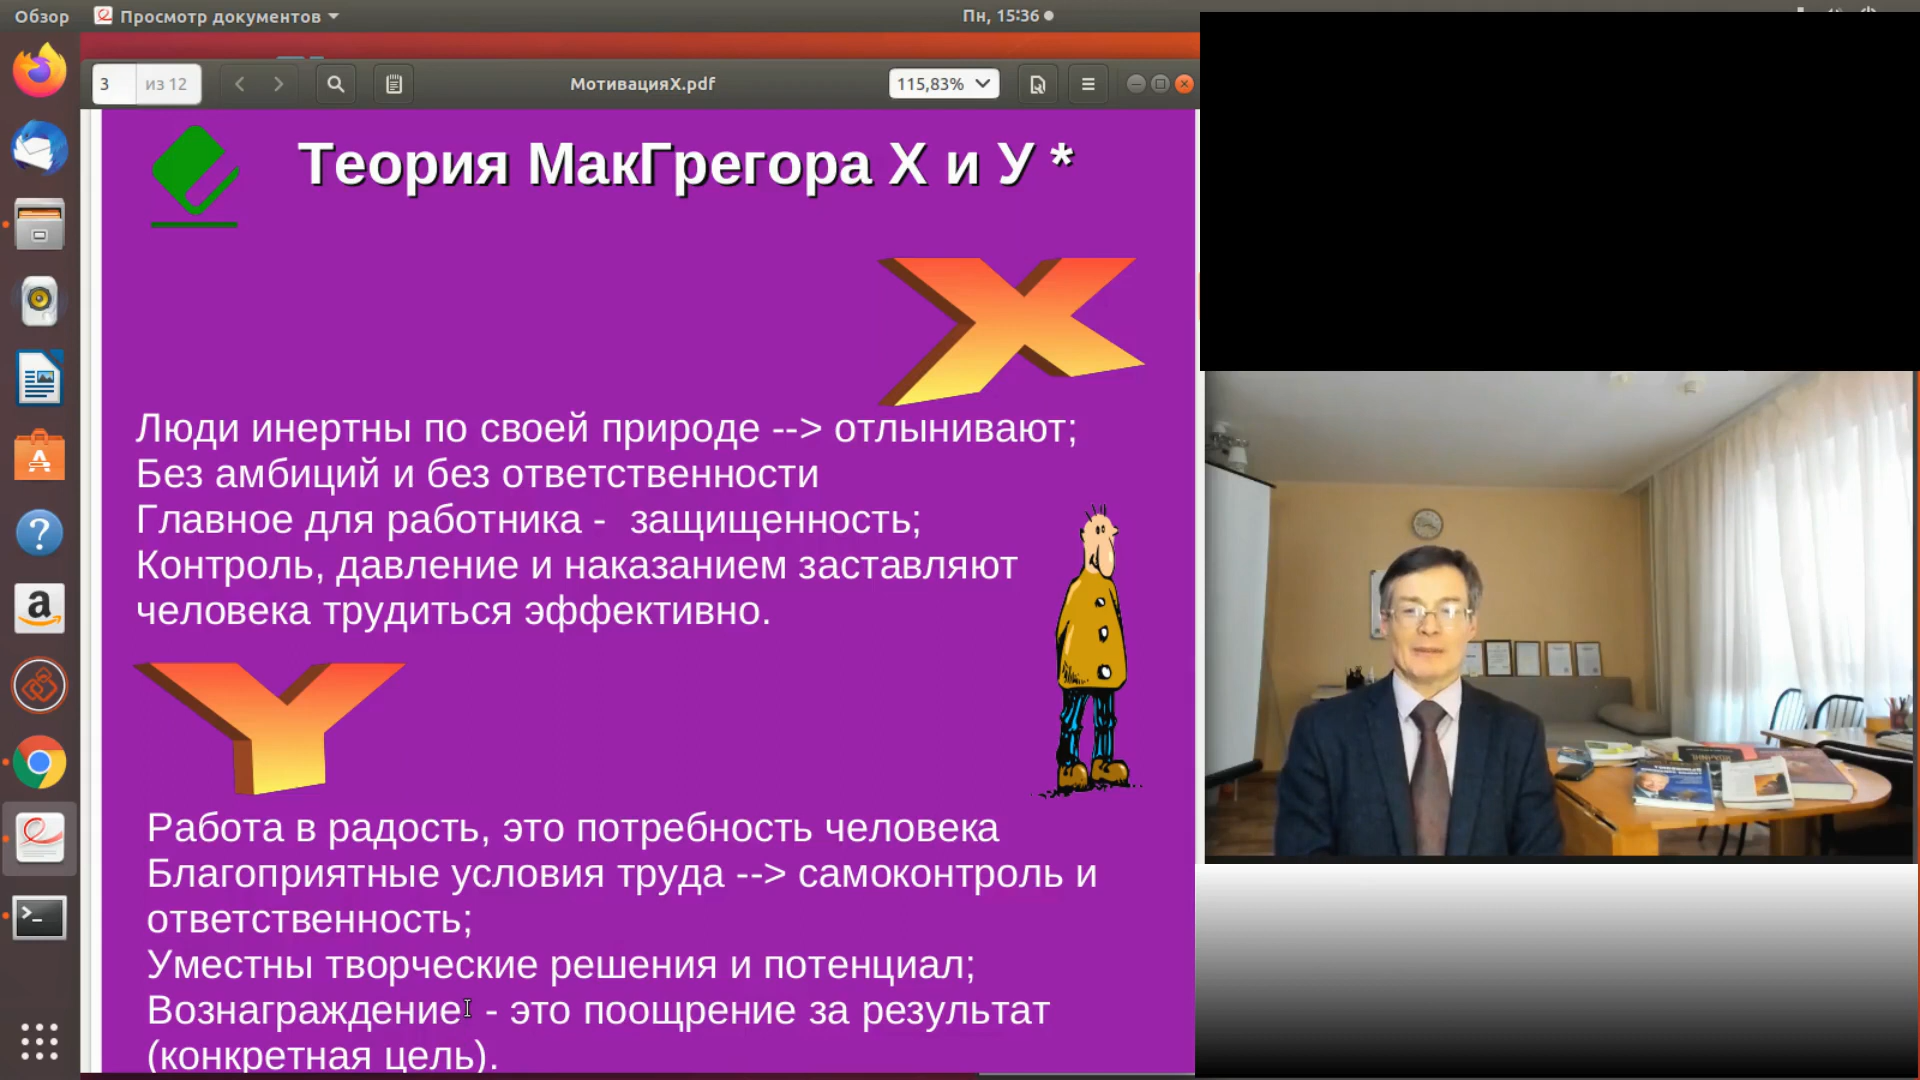 Обзор
Просмотр документов
Пн, 15:36
3 из 12
МотивацияX.pdf
115,83%
Теория МакГрегора X и У *
X
Люди инертны по своей природе --> отлынивают;
Без амбиций и без ответственности
Главное для работника - защищенность;
Контроль, давление и наказанием заставляют
человека трудиться эффективно.
Y
Работа в радость, это потребность человека
Благоприятные условия труда --> самоконтроль и
ответственность;
Уместны творческие решения и потенциал;
Вознаграждение - это поощрение за результат
(конкретная цель).